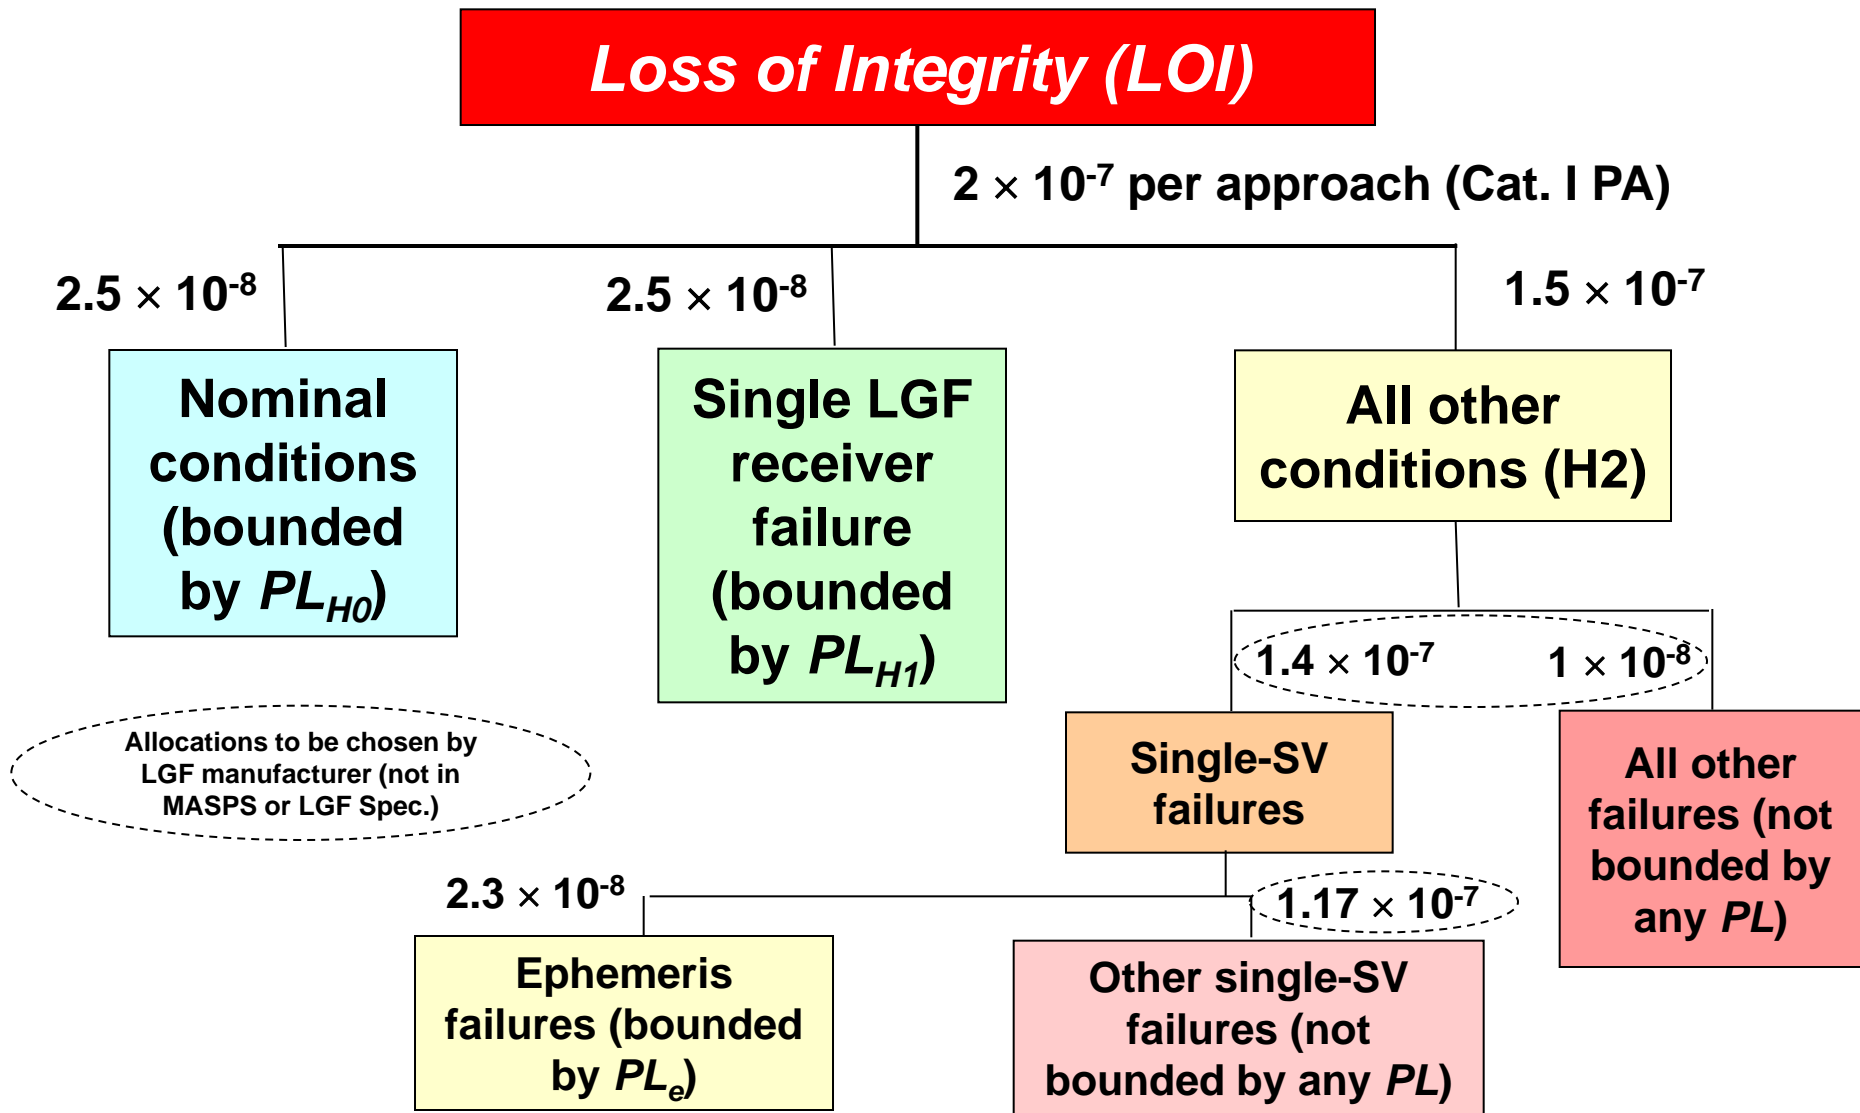 Loss of Integrity (LOI)
2 × 10⁻⁷ per approach (Cat. I PA)
2.5 × 10⁻⁸
2.5 × 10⁻⁸
1.5 × 10⁻⁷
Nominal
conditions
(bounded
by PL_H0)
Single LGF
receiver
failure
(bounded
by PL_H1)
All other
conditions (H2)
1.4 × 10⁻⁷
1 × 10⁻⁸
Allocations to be chosen by
LGF manufacturer (not in
MASPS or LGF Spec.)
Single-SV
failures
All other
failures (not
bounded by
any PL)
2.3 × 10⁻⁸
1.17 × 10⁻⁷
Ephemeris
failures (bounded
by PL_e)
Other single-SV
failures (not
bounded by any PL)